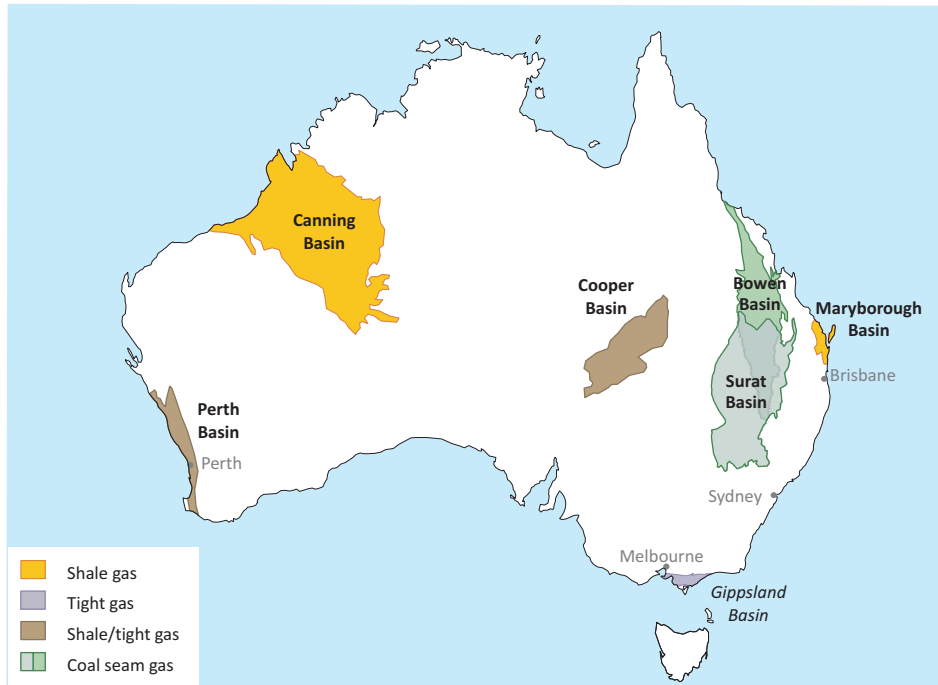 Canning
Basin
Cooper
Basin
Bowen
Basin
Maryborough
Basin
Surat
Basin
Brisbane
Perth
Basin
Perth
Sydney
Melbourne
Gippsland
Basin
Shale gas
Tight gas
Shale/tight gas
Coal seam gas